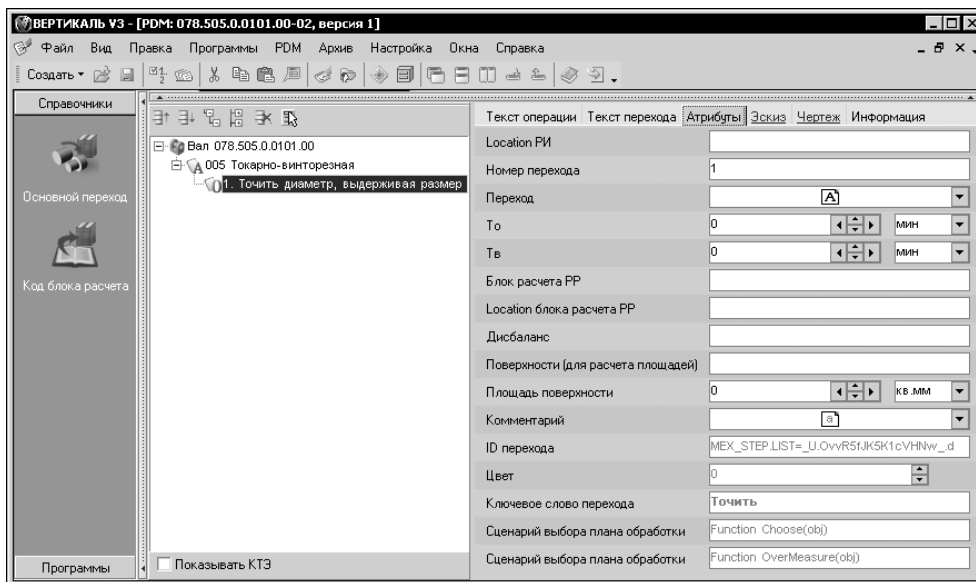 ВЕРТИКАЛЬ V3 - [PDM: 078.505.0.0101.00-02, версия 1]
Файл Вид Правка Программы PDM Архив Настройка Окна Справка
Создать
Справочники
Основной переход
Код блока расчета
Программы
Вал 078.505.0.0101.00
005 Токарно-винторезная
1. Точить диаметр, выдерживая размер
Показывать КТЭ
Текст операции Текст перехода Атрибуты Эскиз Чертеж Информация
Location РИ
Номер перехода 1
Переход A
То 0 мин
Тв 0 мин
Блок расчета РР
Location блока расчета РР
Дисбаланс
Поверхности (для расчета площадей)
Площадь поверхности 0 кв.мм
Комментарий a
ID перехода MEX_STEP.LIST=_U.OvvR5fJK5K1cVHNw_.d
Цвет 0
Ключевое слово перехода Точить
Сценарий выбора плана обработки Function Choose(obj)
Сценарий выбора плана обработки Function OverMeasure(obj)